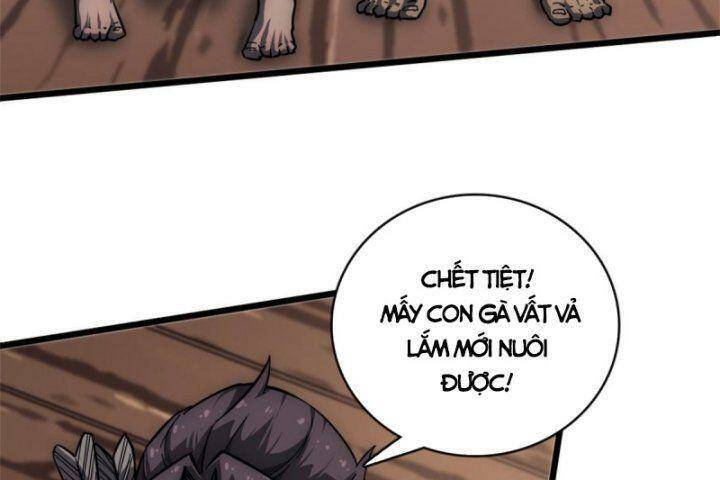 CHẾT TIỆT!
MẤY CON GÀ VẤT VẢ
LẮM MỚI NUÔI
ĐƯỢC!